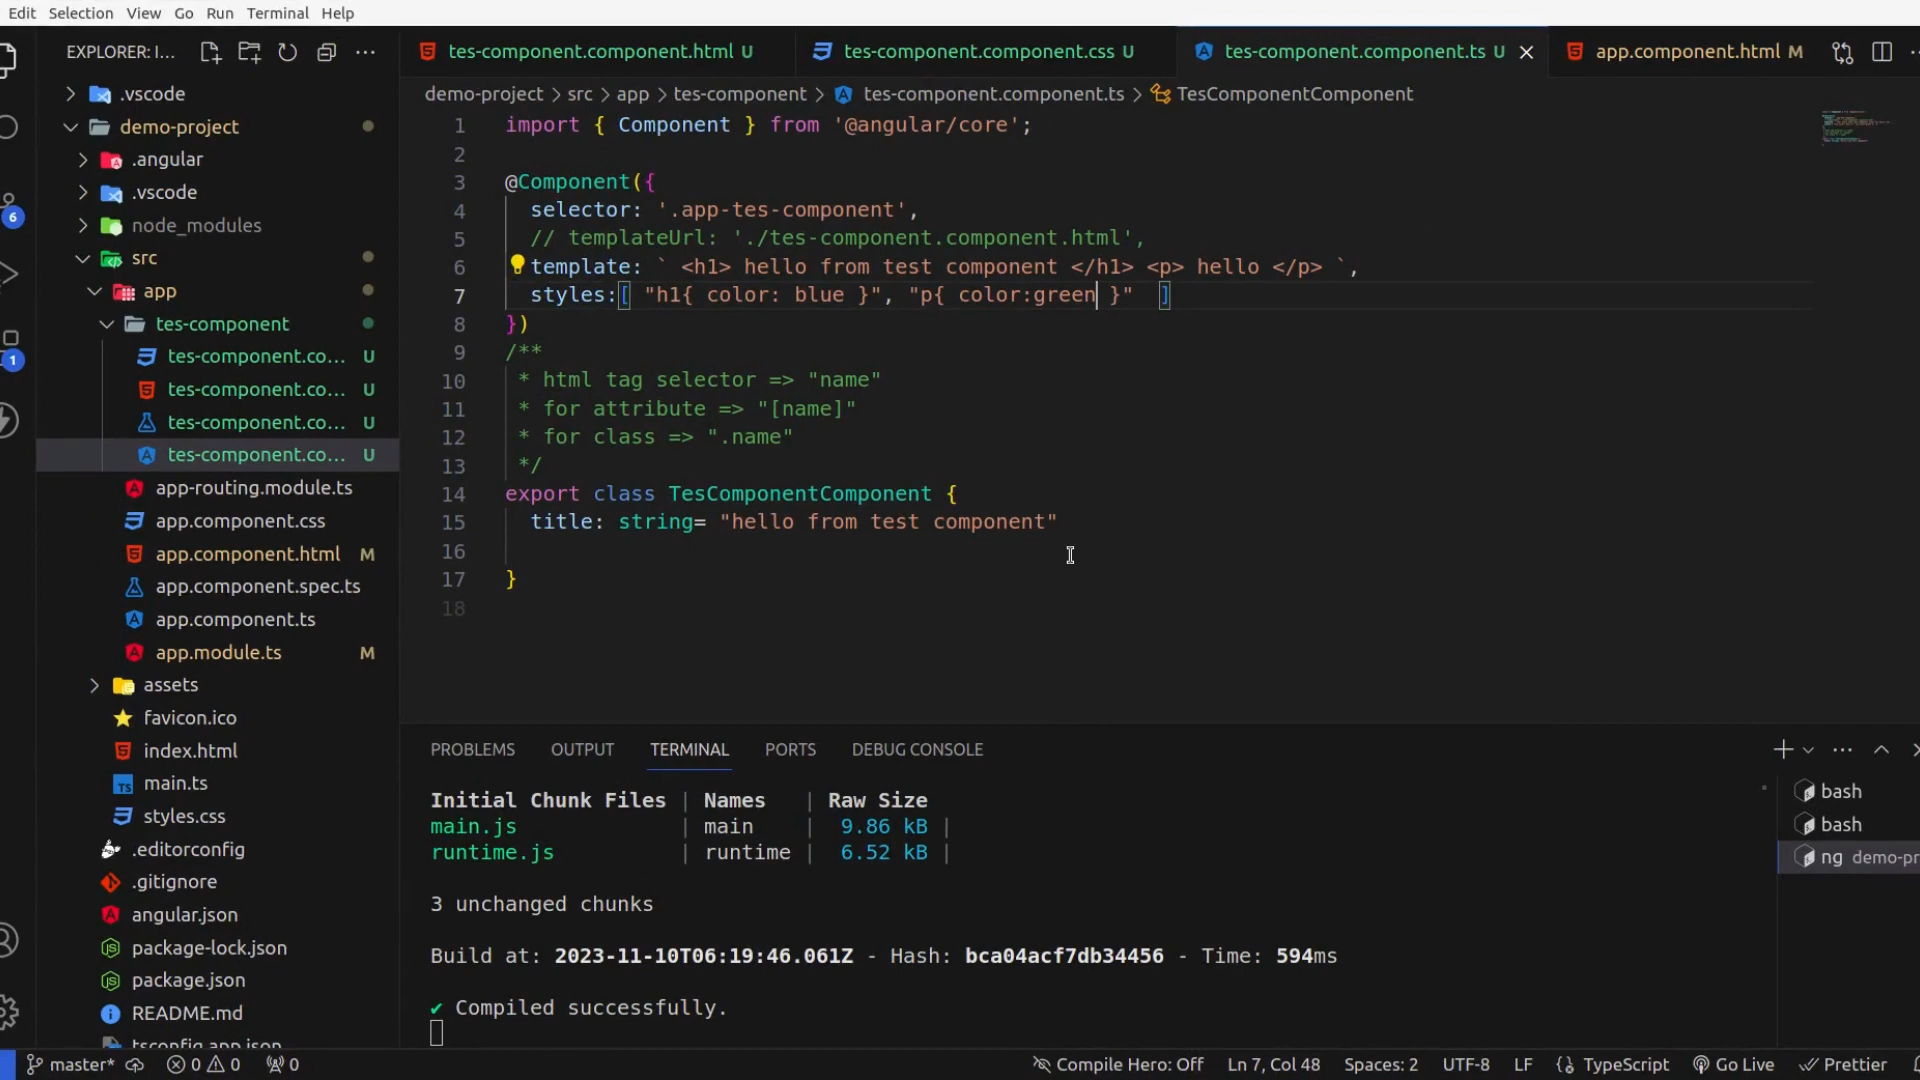 Edit Selection View Go Run Terminal Help
EXPLORER: I...
tes-component.component.html U
tes-component.component.css U
tes-component.component.ts U
app.component.html M
demo-project > src > app > tes-component > tes-component.component.ts > TesComponentComponent
.vscode
demo-project
.angular
.vscode
node_modules
src
app
tes-component
tes-component.co... U
tes-component.co... U
tes-component.co... U
tes-component.co... U
app-routing.module.ts
app.component.css
app.component.html M
app.component.spec.ts
app.component.ts
app.module.ts M
assets
favicon.ico
index.html
main.ts
styles.css
.editorconfig
.gitignore
angular.json
package-lock.json
package.json
README.md
tsconfig.app.json
6
1
1 import { Component } from '@angular/core';
2
3 @Component({
4 selector: '.app-tes-component',
5 // templateUrl: './tes-component.component.html',
6 template: ` <h1> hello from test component </h1> <p> hello </p> `,
7 styles:[ "h1{ color: blue }", "p{ color:green }" ]
8 })
9 /**
10 * html tag selector => "name"
11 * for attribute => "[name]"
12 * for class => ".name"
13 */
14 export class TesComponentComponent {
15 title: string= "hello from test component"
16
17 }
18
PROBLEMS OUTPUT TERMINAL PORTS DEBUG CONSOLE
Initial Chunk Files | Names | Raw Size
main.js | main | 9.86 kB |
runtime.js | runtime | 6.52 kB |
3 unchanged chunks
Build at: 2023-11-10T06:19:46.061Z - Hash: bca04acf7db34456 - Time: 594ms
✔ Compiled successfully.
bash
bash
ng demo-pr
master* 0 0 0 Compile Hero: Off Ln 7, Col 48 Spaces: 2 UTF-8 LF {} TypeScript Go Live Prettier